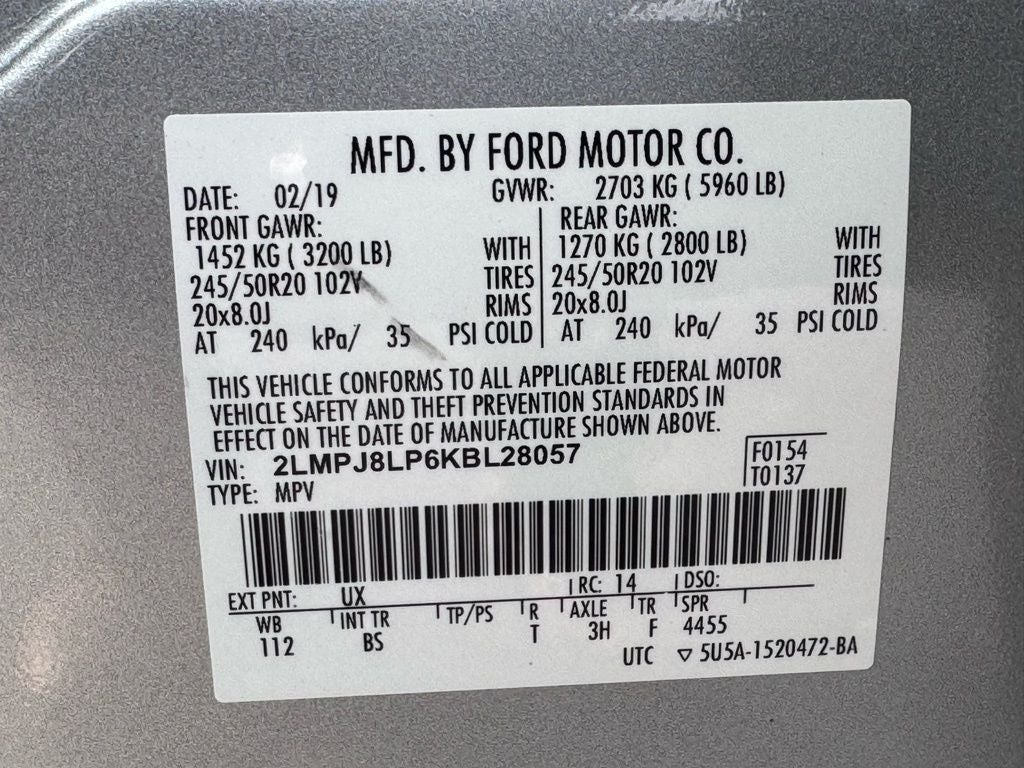 MFD. BY FORD MOTOR CO.
DATE: 02/19 GVWR: 2703 KG ( 5960 LB)
FRONT GAWR: REAR GAWR:
1452 KG ( 3200 LB) WITH 1270 KG ( 2800 LB) WITH
245/50R20 102V TIRES 245/50R20 102V TIRES
20x8.0J RIMS 20x8.0J RIMS
AT 240 kPa/ 35 PSI COLD AT 240 kPa/ 35 PSI COLD
THIS VEHICLE CONFORMS TO ALL APPLICABLE FEDERAL MOTOR
VEHICLE SAFETY AND THEFT PREVENTION STANDARDS IN
EFFECT ON THE DATE OF MANUFACTURE SHOWN ABOVE.
VIN: 2LMPJ8LP6KBL28057 F0154
TYPE: MPV T0137
EXT PNT: UX RC: 14 DSO:
WB INT TR TP/PS R AXLE TR SPR
112 BS T 3H F 4455
UTC ▽ 5U5A-1520472-BA